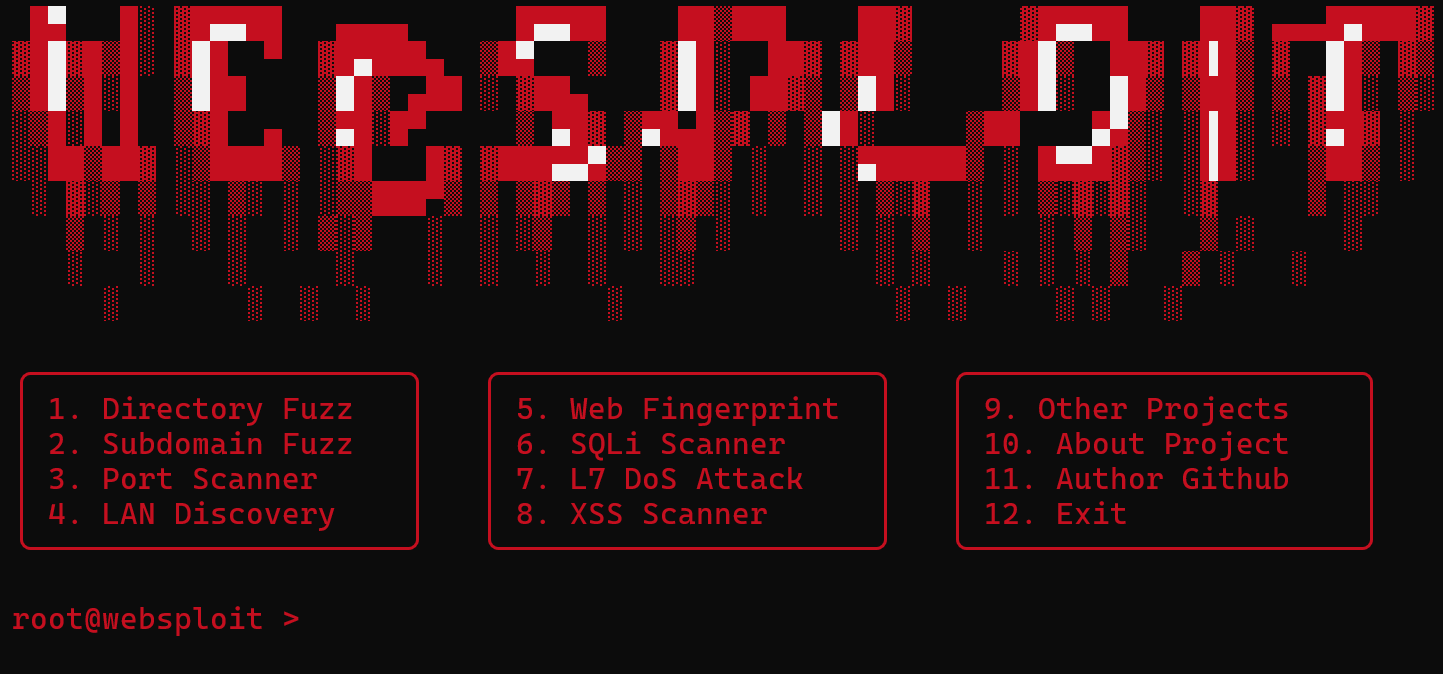 WEBSPLOIT
1. Directory Fuzz
2. Subdomain Fuzz
3. Port Scanner
4. LAN Discovery
5. Web Fingerprint
6. SQLi Scanner
7. L7 DoS Attack
8. XSS Scanner
9. Other Projects
10. About Project
11. Author Github
12. Exit
root@websploit >